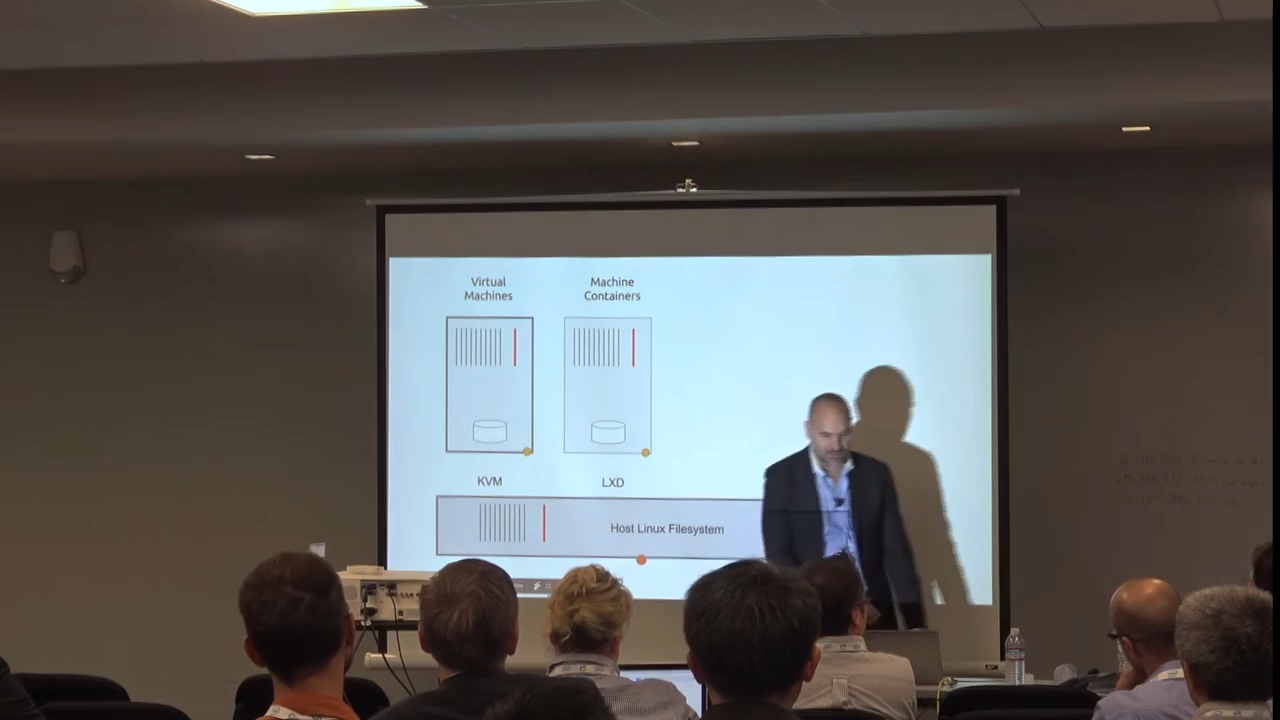 Virtual
Machines
Machine
Containers
KVM
LXD
Host Linux Filesystem